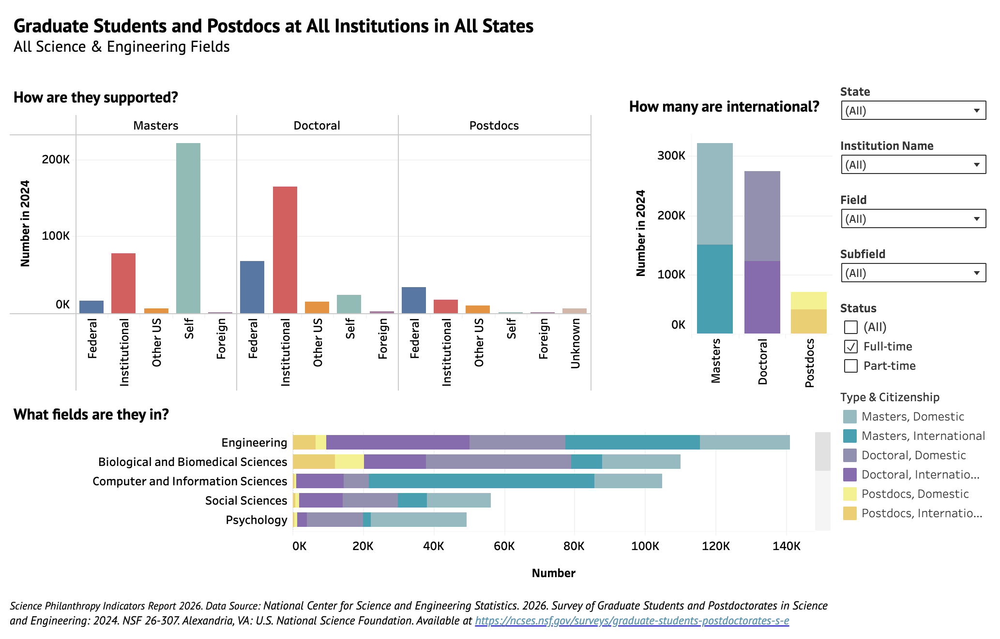 Graduate Students and Postdocs at All Institutions in All States
All Science & Engineering Fields
How are they supported?
Masters
Doctoral
Postdocs
Number in 2024
200K
100K
0K
Federal
Institutional
Other US
Self
Foreign
Federal
Institutional
Other US
Self
Foreign
Federal
Institutional
Other US
Self
Foreign
Unknown
How many are international?
Number in 2024
300K
200K
100K
0K
Masters
Doctoral
Postdocs
State
(All)
Institution Name
(All)
Field
(All)
Subfield
(All)
Status
(All)
Full-time
Part-time
Type & Citizenship
Masters, Domestic
Masters, International
Doctoral, Domestic
Doctoral, Internatio...
Postdocs, Domestic
Postdocs, Internatio...
What fields are they in?
Engineering
Biological and Biomedical Sciences
Computer and Information Sciences
Social Sciences
Psychology
0K
20K
40K
60K
80K
100K
120K
140K
Number
Science Philanthropy Indicators Report 2026. Data Source: National Center for Science and Engineering Statistics. 2026. Survey of Graduate Students and Postdoctorates in Science
and Engineering: 2024. NSF 26-307. Alexandria, VA: U.S. National Science Foundation. Available at https://ncses.nsf.gov/surveys/graduate-students-postdoctorates-s-e